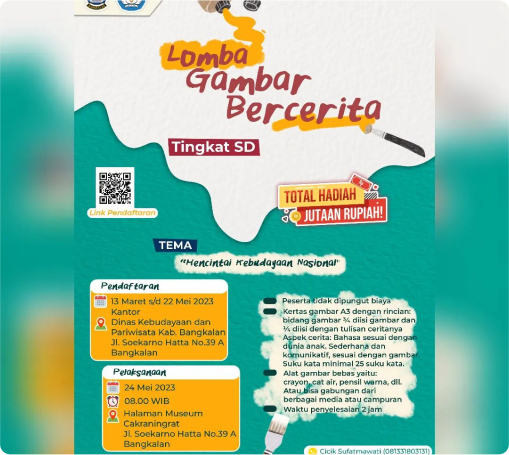 Lomba
Gambar
Bercerita
Tingkat SD
Link Pendaftaran
TOTAL HADIAH
JUTAAN RUPIAH!
TEMA
"Mencintai Kebudayaan Nasional"
Pendaftaran
13 Maret s/d 22 Mei 2023
Kantor
Dinas Kebudayaan dan
Pariwisata Kab. Bangkalan
Jl. Soekarno Hatta No.39 A
Bangkalan
Pelaksanaan
24 Mei 2023
08.00 WIB
Halaman Museum
Cakraningrat
Jl. Soekarno Hatta No.39 A
Bangkalan
Peserta tidak dipungut biaya
Kertas gambar A3 dengan rincian:
bidang gambar ¾ diisi gambar dan
diisi dengan tulisan ceritanya
Aspek cerita: Bahasa sesuai dengan
dunia anak. Sederhana dan
komunikatif, sesuai dengan gambar.
Suku kata minimal 25 suku kata.
Alat gambar bebas yaitu:
crayon, cat air, pensil warna, dll.
Atau bisa gabungan dari
berbagai media atau campuran
Waktu penyelesaian 2 jam
Cicik Sufatmawati (081331803131)